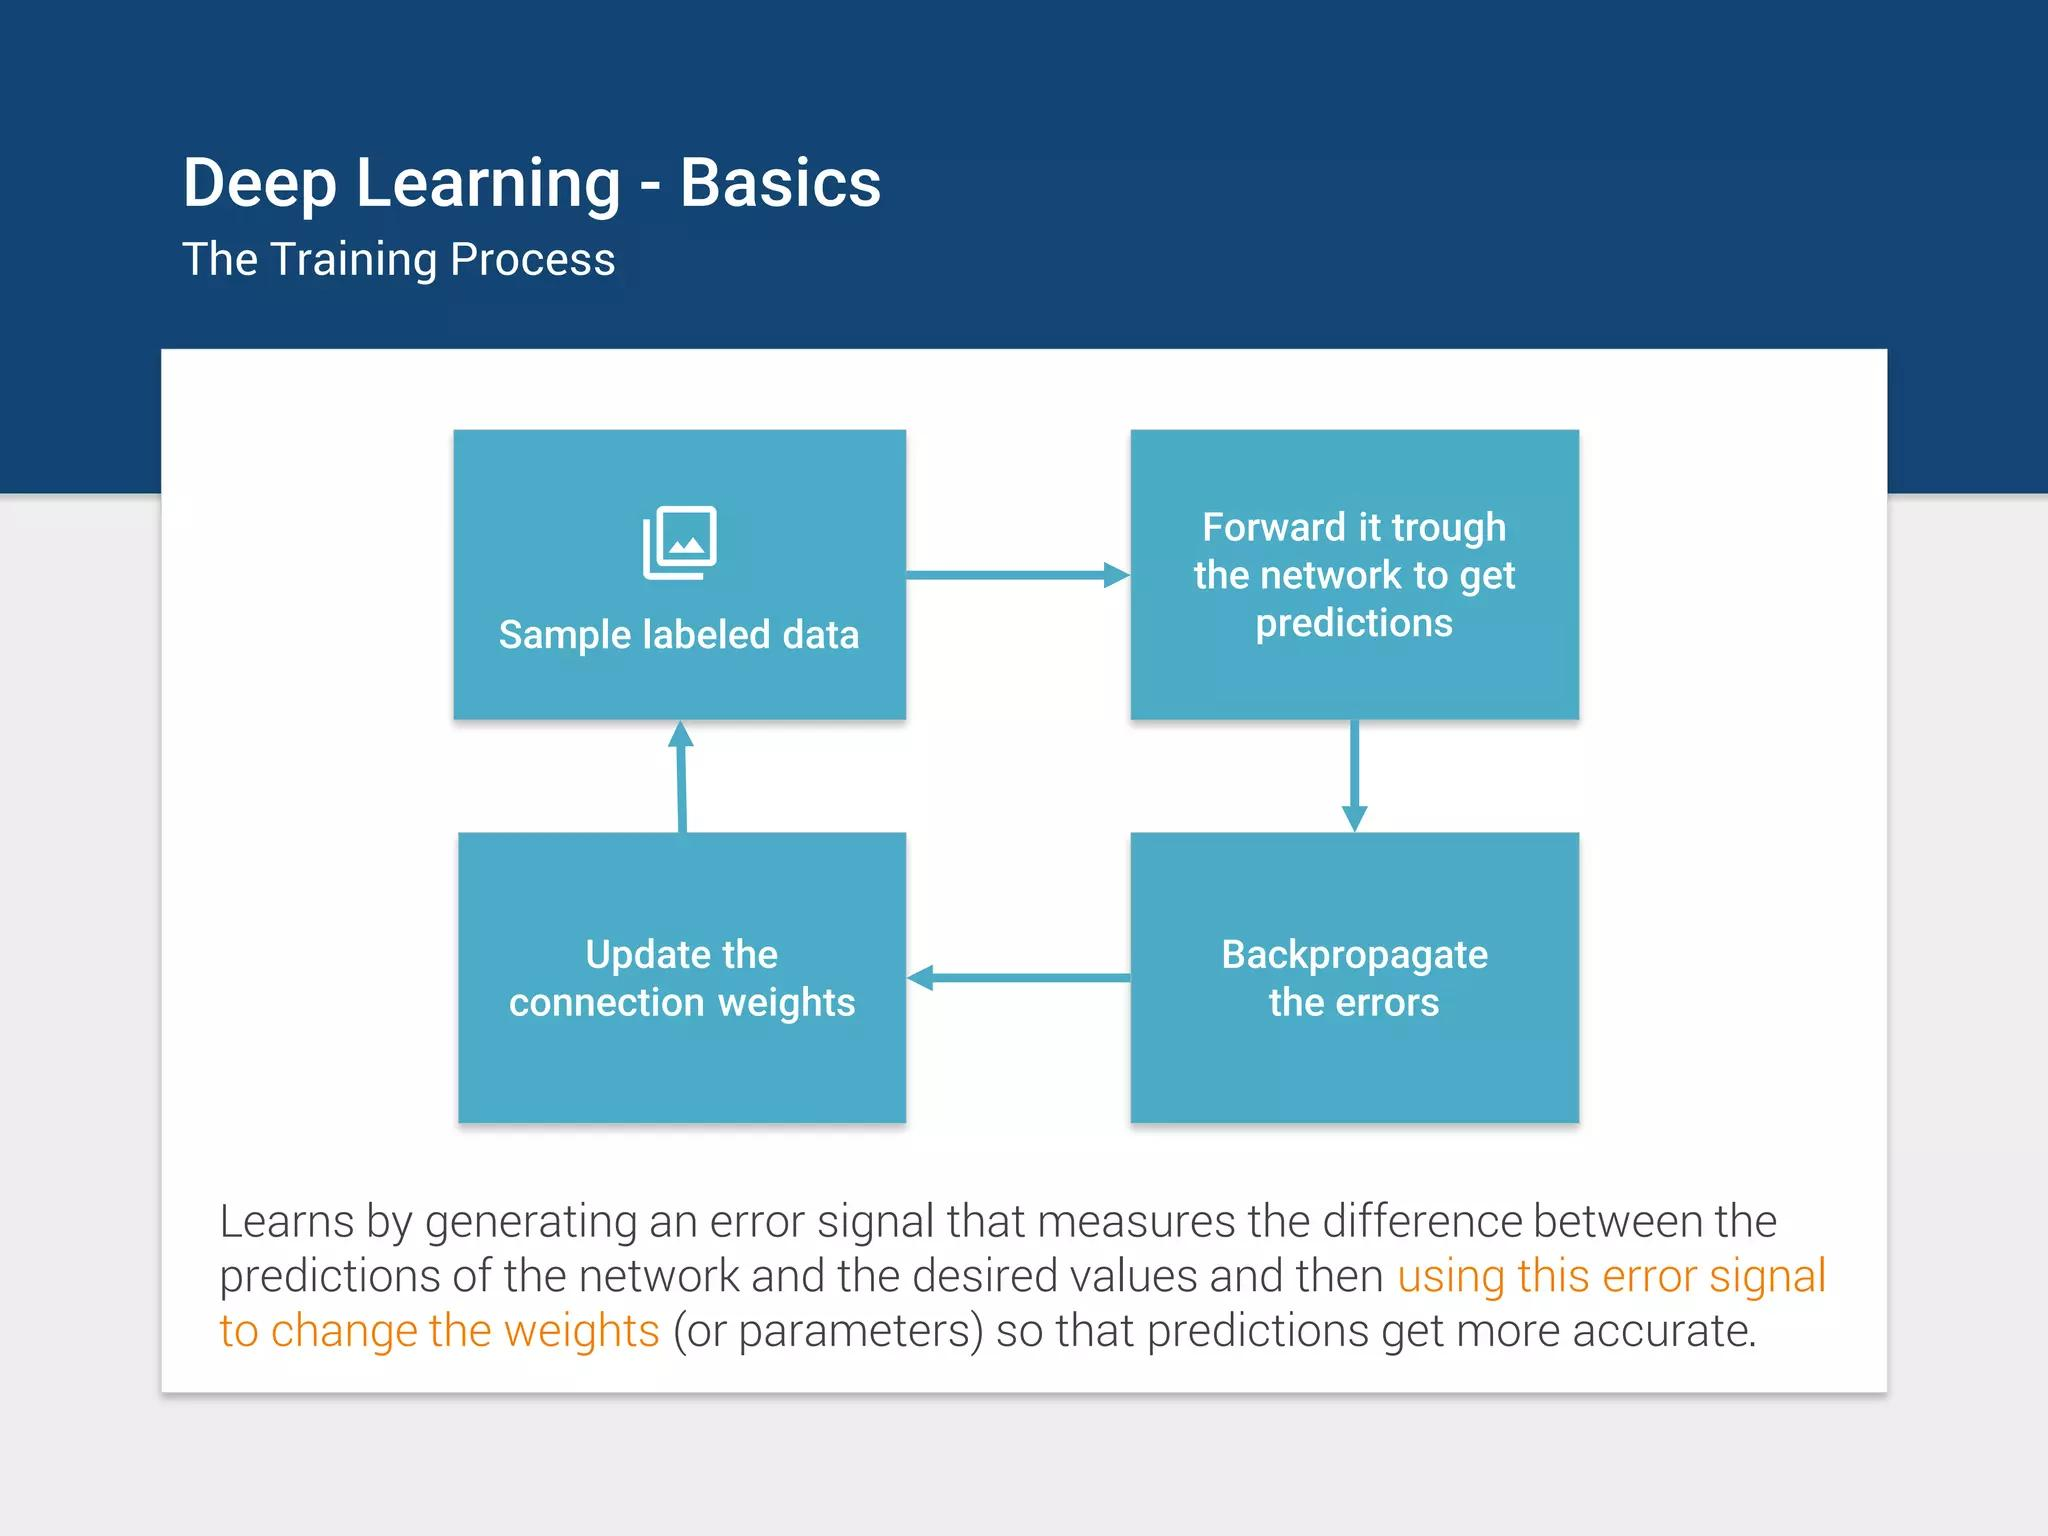 Deep Learning - Basics
The Training Process
Sample labeled data
Forward it trough
the network to get
predictions
Update the
connection weights
Backpropagate
the errors
Learns by generating an error signal that measures the difference between the
predictions of the network and the desired values and then using this error signal
to change the weights (or parameters) so that predictions get more accurate.